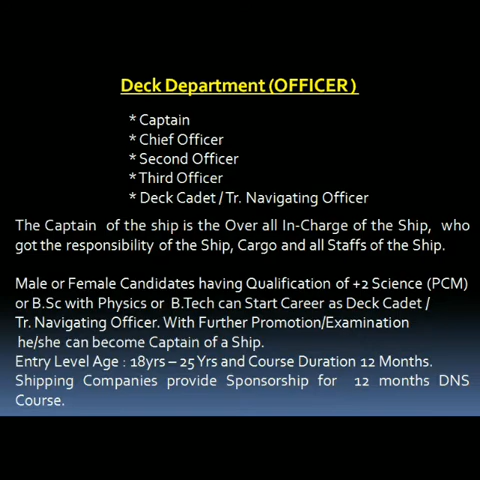 Deck Department (OFFICER )
* Captain
* Chief Officer
* Second Officer
* Third Officer
* Deck Cadet / Tr. Navigating Officer
The Captain of the ship is the Over all In-Charge of the Ship, who
got the responsibility of the Ship, Cargo and all Staffs of the Ship.
Male or Female Candidates having Qualification of +2 Science (PCM)
or B.Sc with Physics or B.Tech can Start Career as Deck Cadet /
Tr. Navigating Officer. With Further Promotion/Examination
he/she can become Captain of a Ship.
Entry Level Age : 18yrs – 25 Yrs and Course Duration 12 Months.
Shipping Companies provide Sponsorship for 12 months DNS
Course.